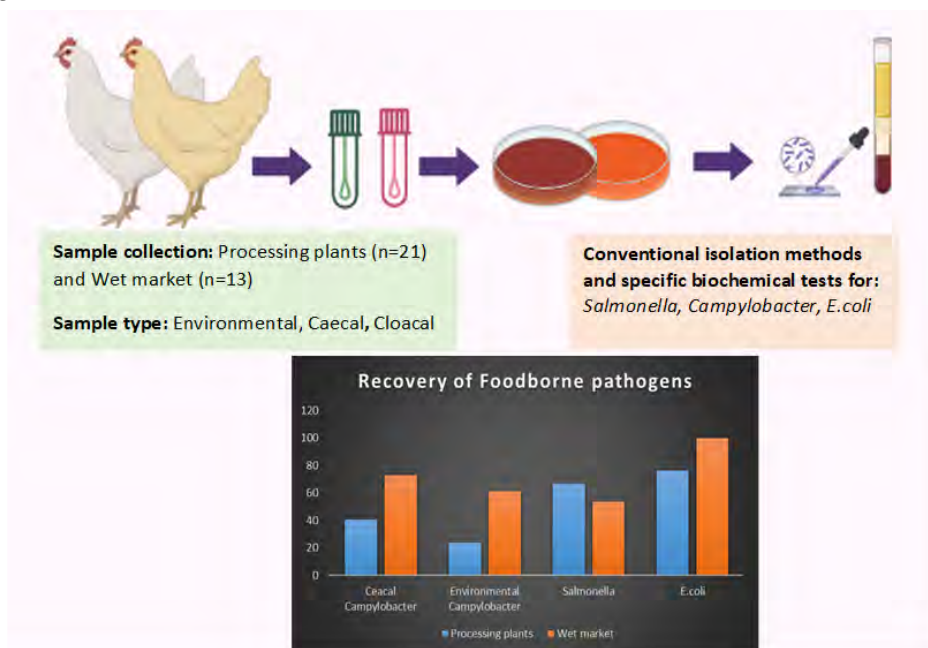 Sample collection: Processing plants (n=21)
and Wet market (n=13)
Sample type: Environmental, Caecal, Cloacal
Conventional isolation methods
and specific biochemical tests for:
Salmonella, Campylobacter, E.coli
Recovery of Foodborne pathogens
120
100
80
60
40
20
0
Ceacal
Campylobacter
Environmental
Campylobacter
Salmonella
E.coli
Processing plants
Wet market